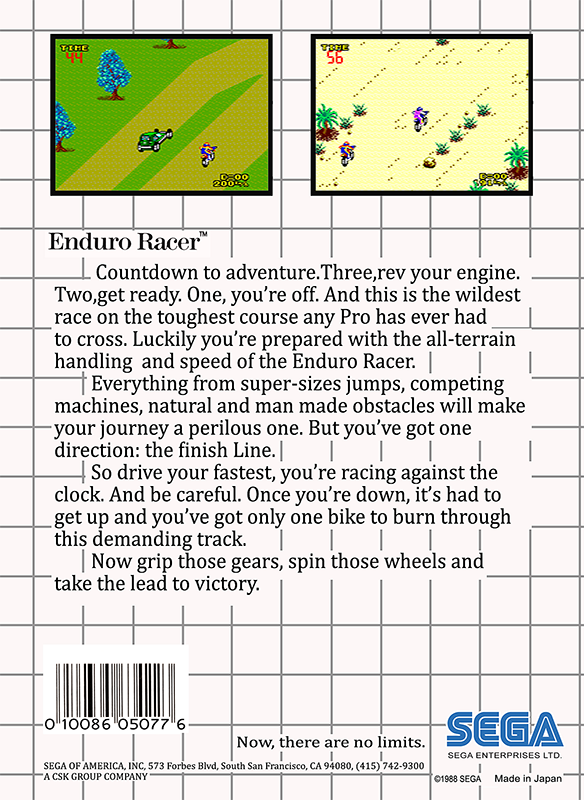 TIME
44
D=00
200
TIME
56
D=00
Enduro Racer™
Countdown to adventure.Three,rev your engine.
Two,get ready. One, you're off. And this is the wildest
race on the toughest course any Pro has ever had
to cross. Luckily you're prepared with the all-terrain
handling  and speed of the Enduro Racer.
Everything from super-sizes jumps, competing
machines, natural and man made obstacles will make
your journey a perilous one. But you've got one
direction: the finish Line.
So drive your fastest, you're racing against the
clock. And be careful. Once you're down, it's had to
get up and you've got only one bike to burn through
this demanding track.
Now grip those gears, spin those wheels and
take the lead to victory.
0 10086 05077 6
Now, there are no limits.
SEGA
SEGA ENTERPRISES LTD.
SEGA OF AMERICA, INC, 573 Forbes Blvd, South San Francisco, CA 94080, (415) 742-9300
A CSK GROUP COMPANY
©1988 SEGA Made in Japan